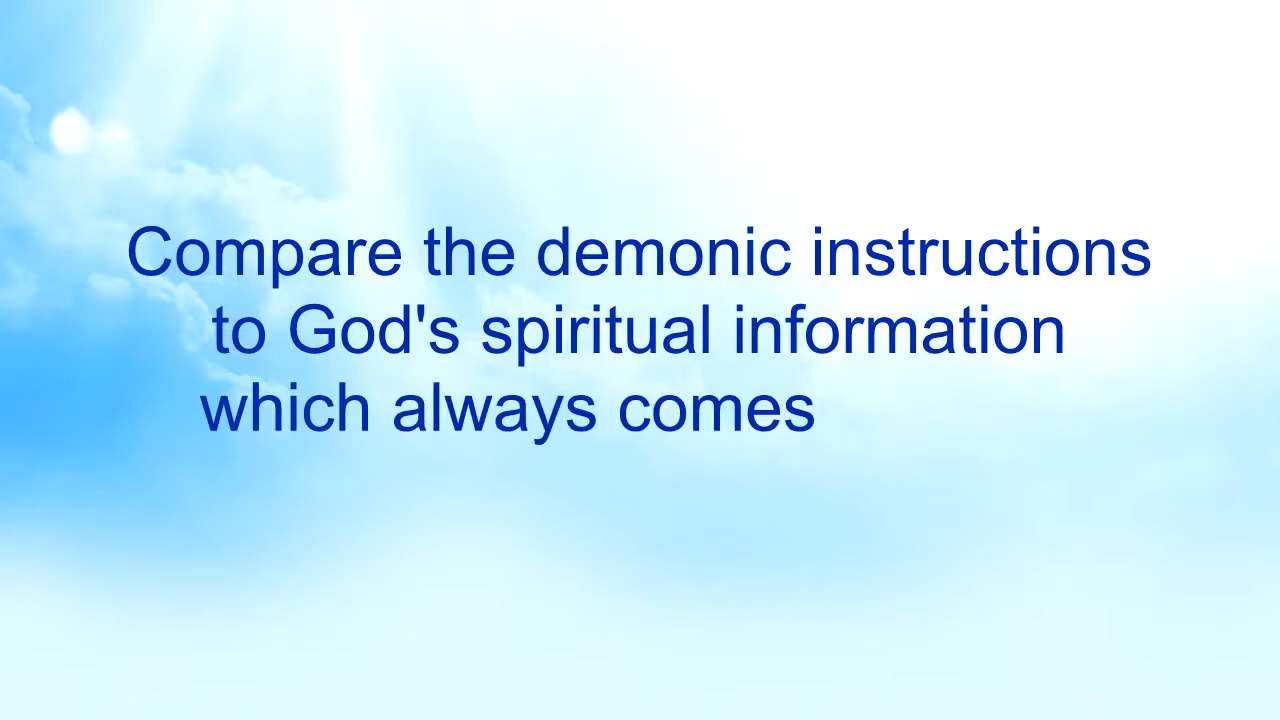 Compare the demonic instructions
to God's spiritual information
which always comes